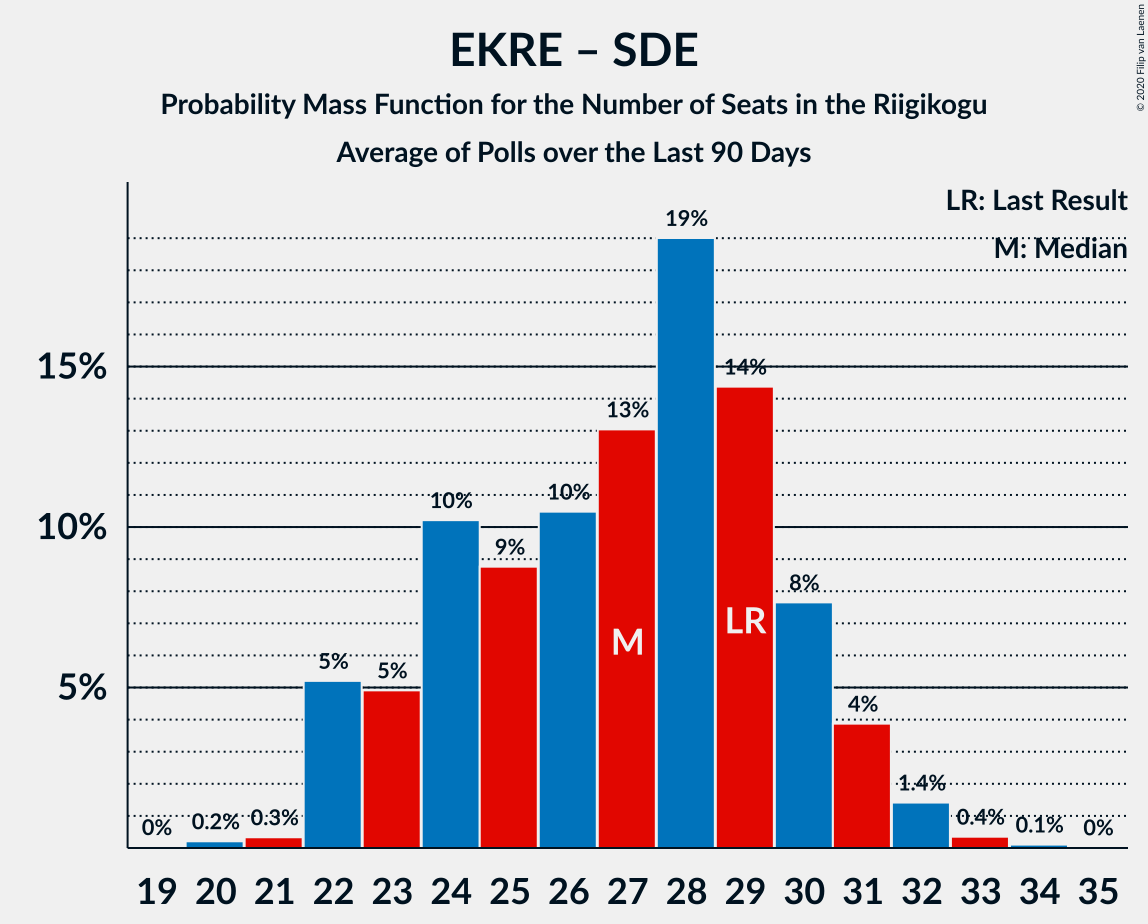 EKRE – SDE
Probability Mass Function for the Number of Seats in the Riigikogu
Average of Polls over the Last 90 Days
© 2020 Filip van Laenen
LR: Last Result
M: Median
15%
10%
5%
0%
0.2%
0.3%
5%
5%
10%
9%
10%
13%
19%
14%
8%
4%
1.4%
0.4%
0.1%
0%
M
LR
19 20 21 22 23 24 25 26 27 28 29 30 31 32 33 34 35